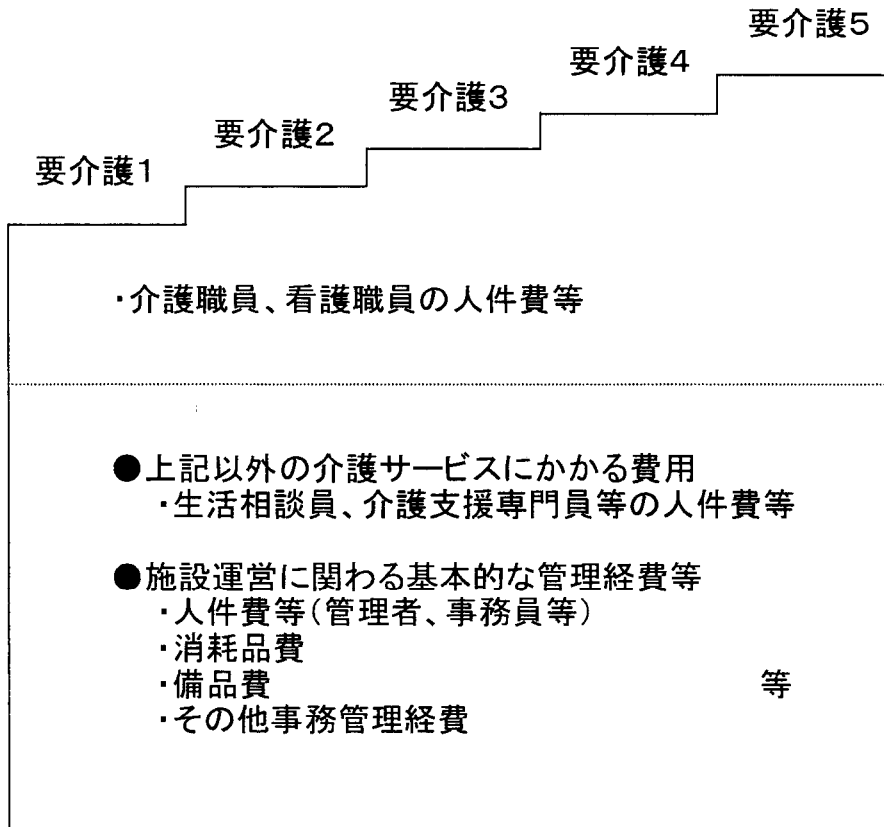 要介護5
要介護4
要介護3
要介護2
要介護1
・介護職員、看護職員の人件費等
●上記以外の介護サービスにかかる費用
・生活相談員、介護支援専門員等の人件費等
●施設運営に関わる基本的な管理経費等
・人件費等(管理者、事務員等)
・消耗品費
・備品費 等
・その他事務管理経費